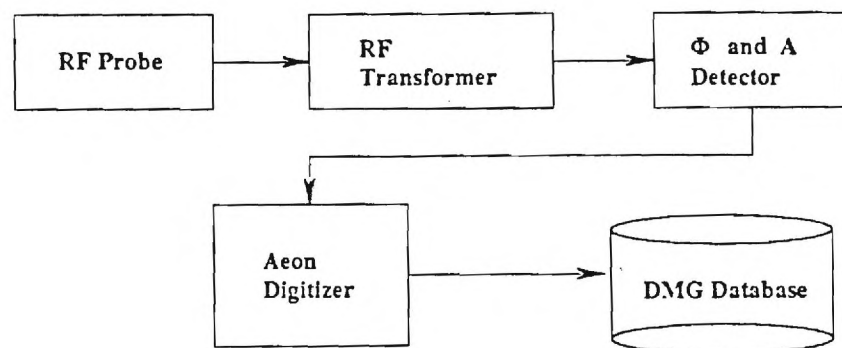 RF Probe
RF
Transformer
Φ and A
Detector
Aeon
Digitizer
DMG Database